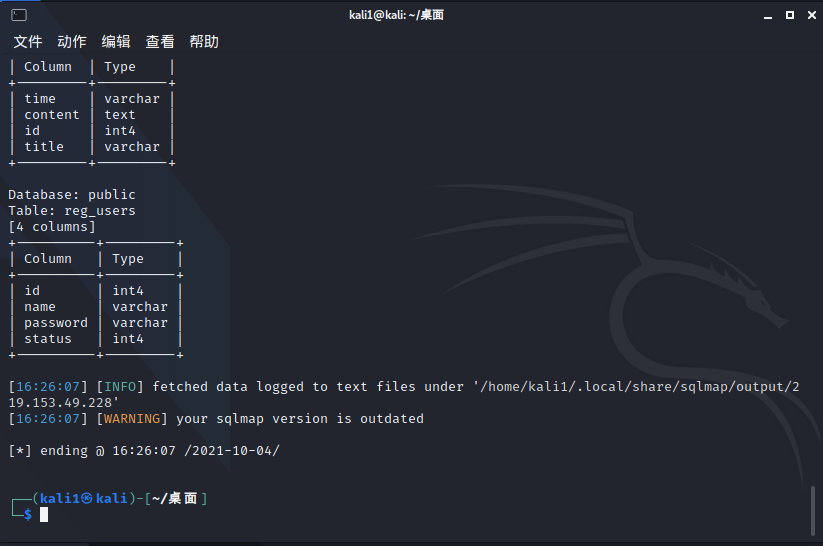 kali1@kali: ~/桌面
文件 动作 编辑 查看 帮助
| Column | Type |
+---------+---------+
| time | varchar |
| content | text |
| id | int4 |
| title | varchar |
+---------+---------+
Database: public
Table: reg_users
[4 columns]
+----------+---------+
| Column | Type |
+----------+---------+
| id | int4 |
| name | varchar |
| password | varchar |
| status | int4 |
+----------+---------+
[16:26:07] [INFO] fetched data logged to text files under '/home/kali1/.local/share/sqlmap/output/2
19.153.49.228'
[16:26:07] [WARNING] your sqlmap version is outdated
[*] ending @ 16:26:07 /2021-10-04/
┌──(kali1㉿kali)-[~/桌面]
└─$